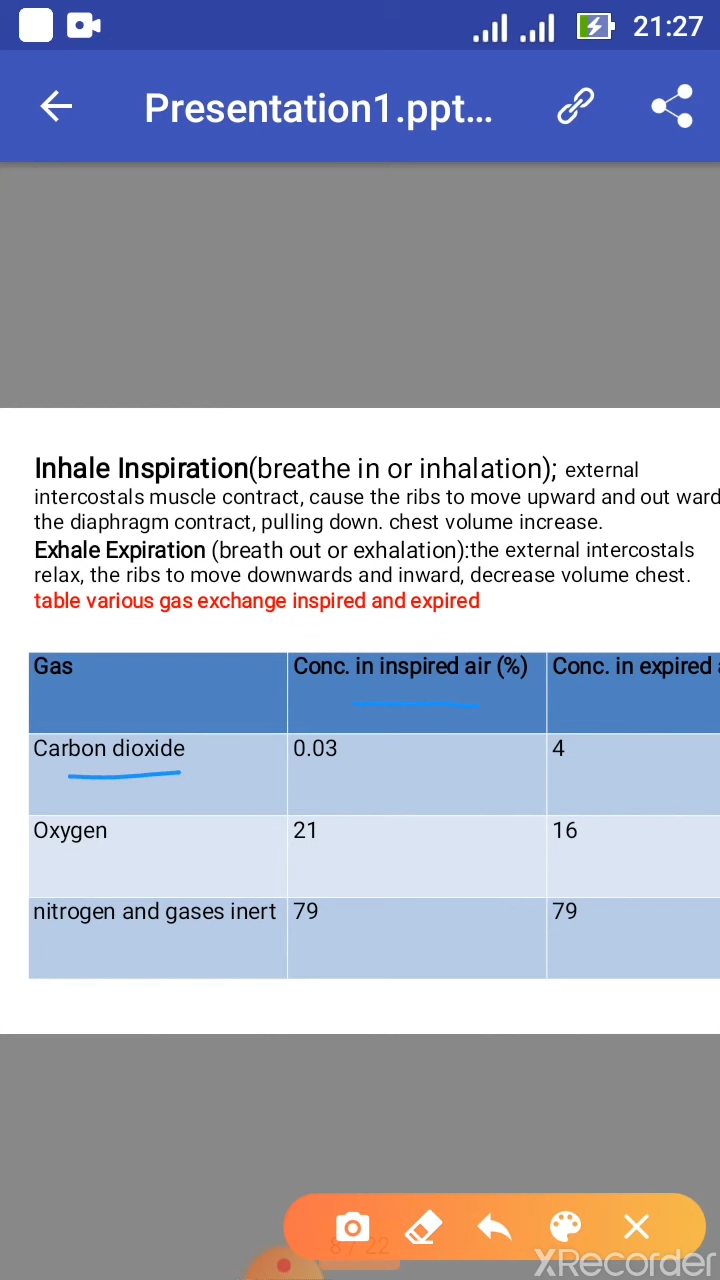 21:27
Presentation1.ppt...
Inhale Inspiration(breathe in or inhalation); external
intercostals muscle contract, cause the ribs to move upward and out ward
the diaphragm contract, pulling down. chest volume increase.
Exhale Expiration (breath out or exhalation):the external intercostals
relax, the ribs to move downwards and inward, decrease volume chest.
table various gas exchange inspired and expired
Gas Conc. in inspired air (%) Conc. in expired
Carbon dioxide 0.03 4
Oxygen 21 16
nitrogen and gases inert 79 79
8 / 22
XRecorder